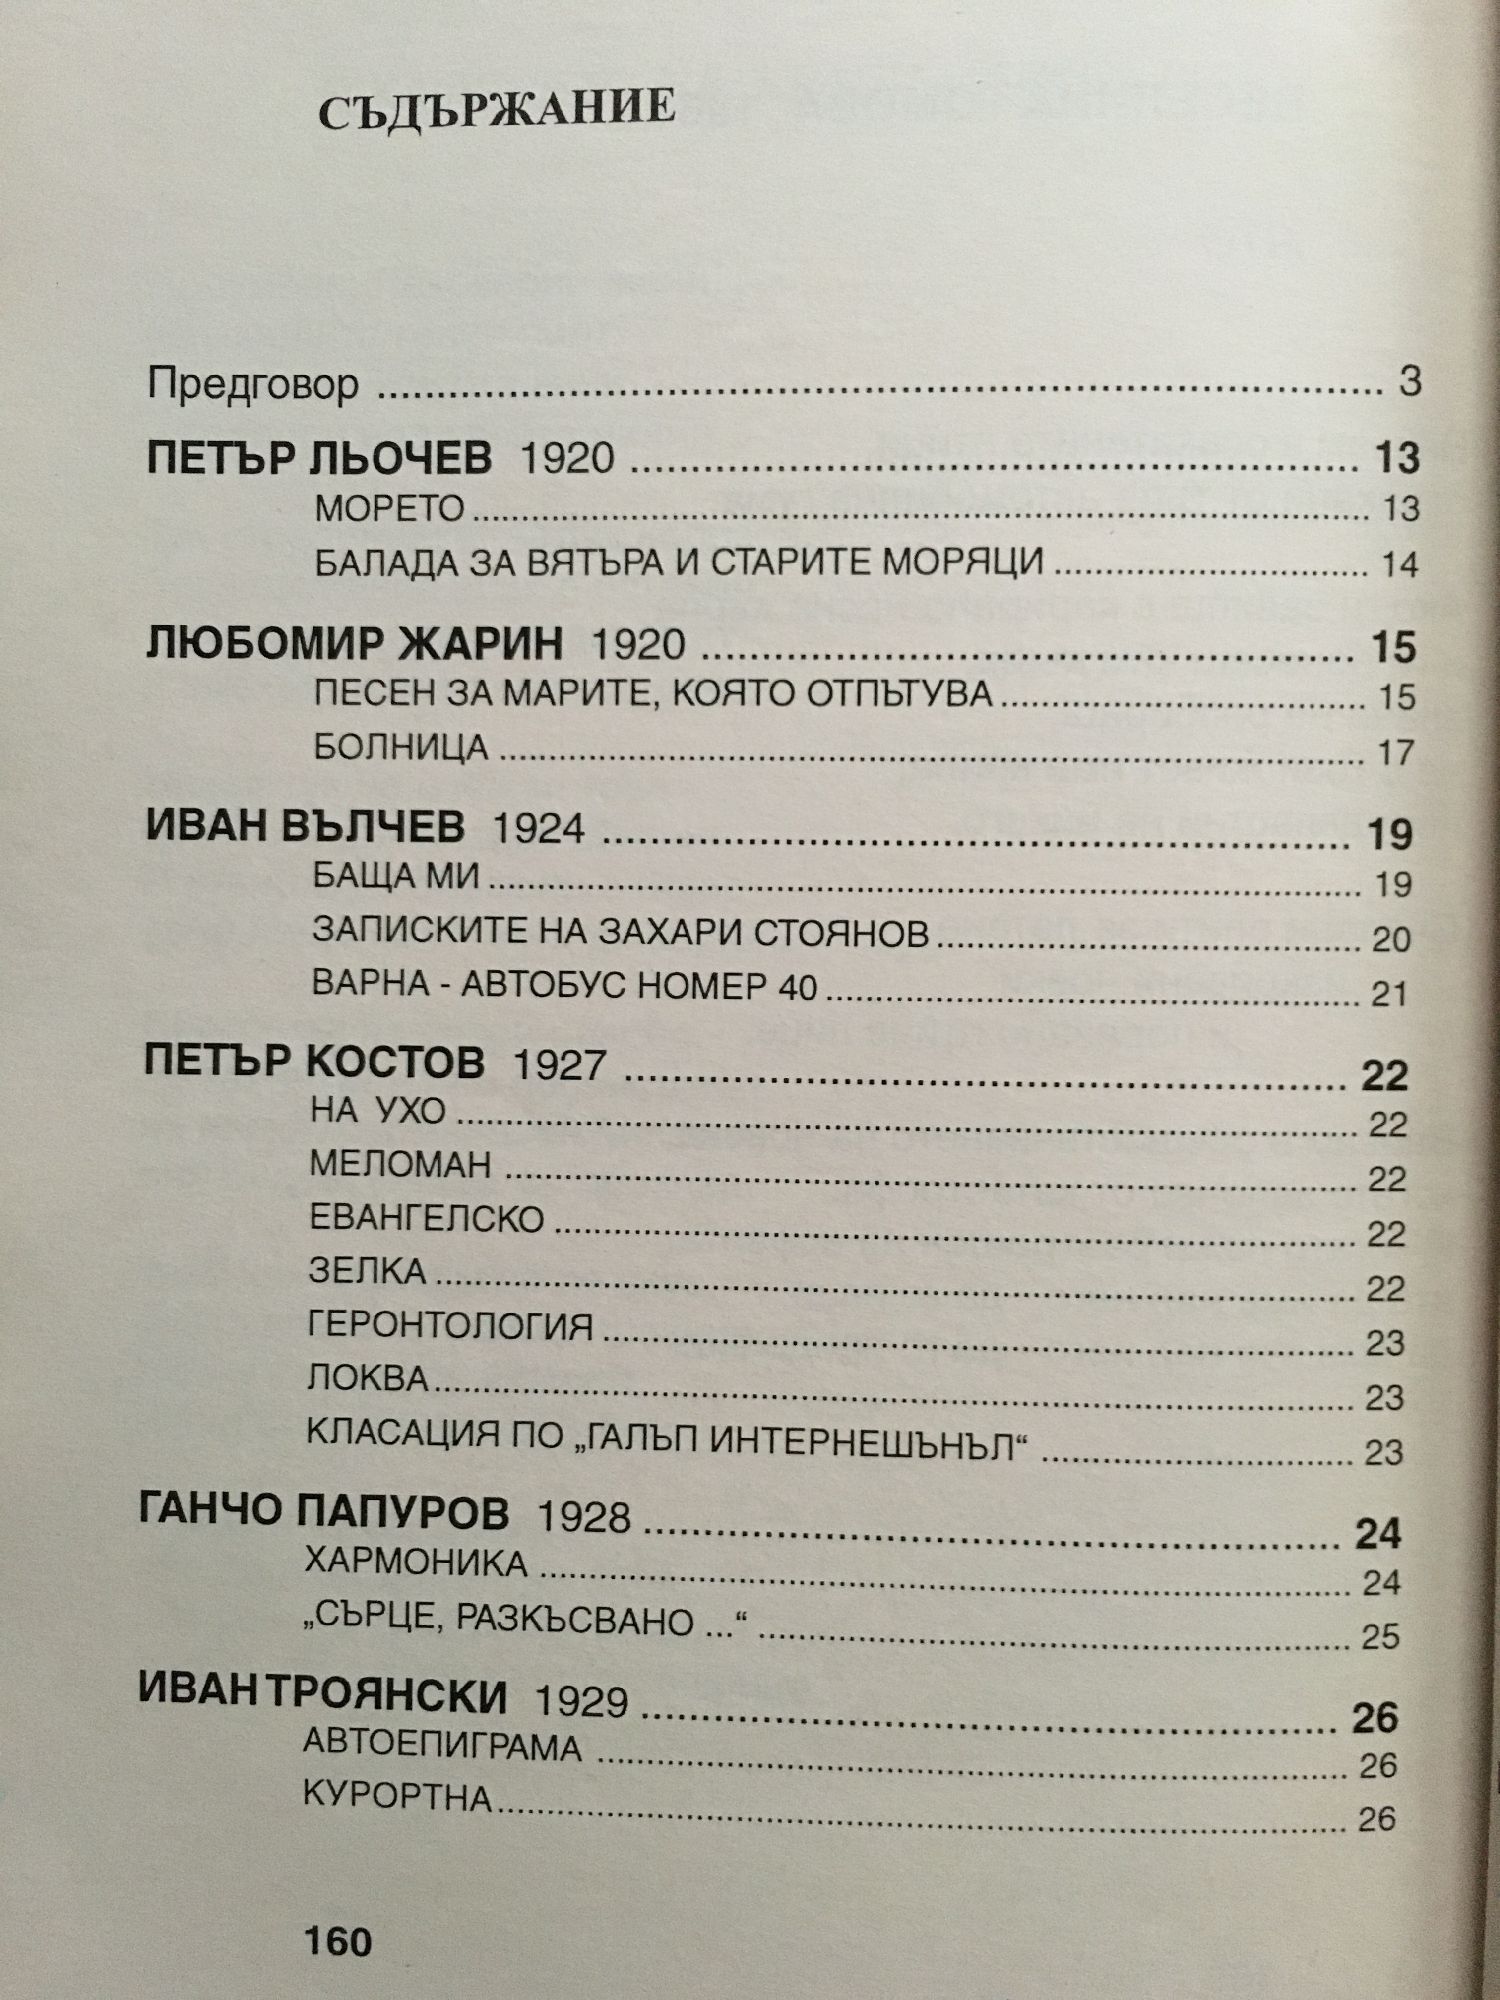 СЪДЪРЖАНИЕ
Предговор ........ 3
ПЕТЪР ЛЬОЧЕВ 1920 ........ 13
МОРЕТО ........ 13
БАЛАДА ЗА ВЯТЪРА И СТАРИТЕ МОРЯЦИ ........ 14
ЛЮБОМИР ЖАРИН 1920 ........ 15
ПЕСЕН ЗА МАРИТЕ, КОЯТО ОТПЪТУВА ........ 15
БОЛНИЦА ........ 17
ИВАН ВЪЛЧЕВ 1924 ........ 19
БАЩА МИ ........ 19
ЗАПИСКИТЕ НА ЗАХАРИ СТОЯНОВ ........ 20
ВАРНА - АВТОБУС НОМЕР 40 ........ 21
ПЕТЪР КОСТОВ 1927 ........ 22
НА УХО ........ 22
МЕЛОМАН ........ 22
ЕВАНГЕЛСКО ........ 22
ЗЕЛКА ........ 22
ГЕРОНТОЛОГИЯ ........ 23
ЛОКВА ........ 23
КЛАСАЦИЯ ПО „ГАЛЪП ИНТЕРНЕШЪНЪЛ“ ........ 23
ГАНЧО ПАПУРОВ 1928 ........ 24
ХАРМОНИКА ........ 24
„СЪРЦЕ, РАЗКЪСВАНО ...“ ........ 25
ИВАН ТРОЯНСКИ 1929 ........ 26
АВТОЕПИГРАМА ........ 26
КУРОРТНА ........ 26
160